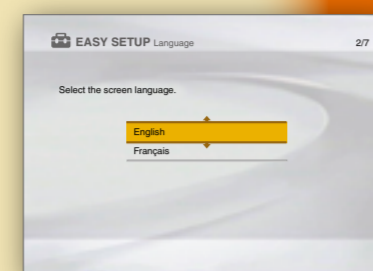 EASY SETUP Language 2/7
Select the screen language.
English
Français